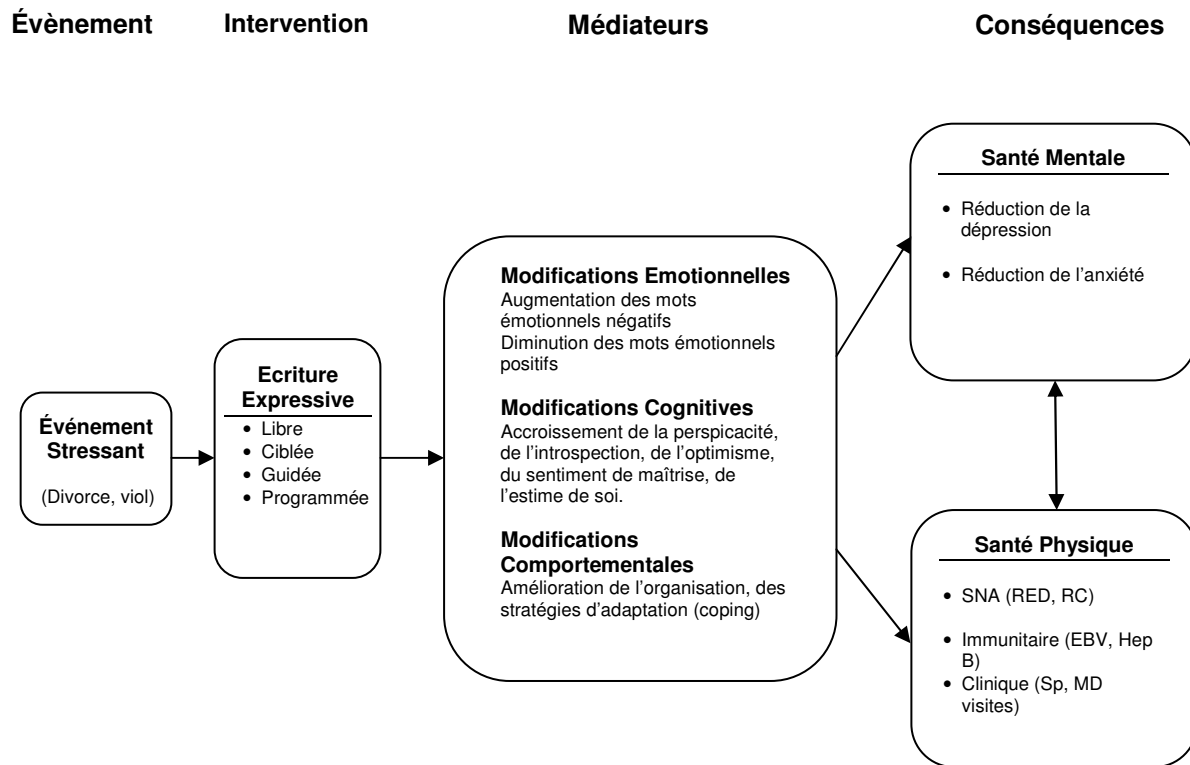 Évènement
Intervention
Médiateurs
Conséquences
Événement
Stressant
(Divorce, viol)
Ecriture
Expressive
• Libre
• Ciblée
• Guidée
• Programmée
Modifications Emotionnelles
Augmentation des mots
émotionnels négatifs
Diminution des mots émotionnels
positifs
Modifications Cognitives
Accroissement de la perspicacité,
de l'introspection, de l'optimisme,
du sentiment de maîtrise, de
l'estime de soi.
Modifications
Comportementales
Amélioration de l'organisation, des
stratégies d'adaptation (coping)
Santé Mentale
• Réduction de la
dépression
• Réduction de l'anxiété
Santé Physique
• SNA (RED, RC)
• Immunitaire (EBV, Hep
B)
• Clinique (Sp, MD
visites)